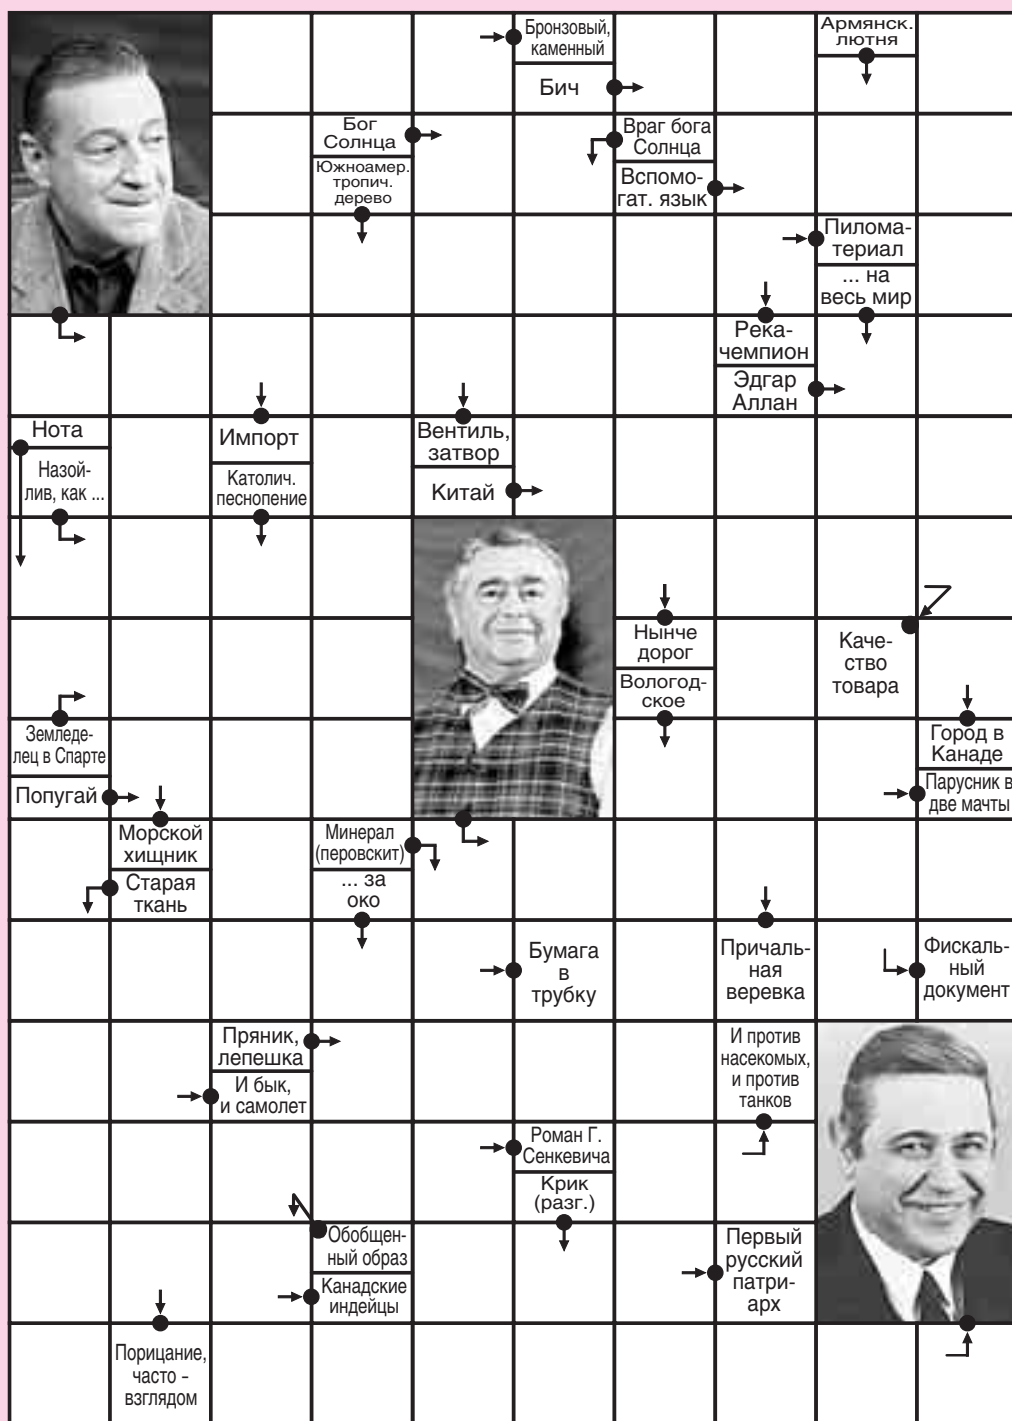 Бронзовый,
каменный
Бич
Армянск.
лютня
Бог
Солнца
Южноамер.
тропич.
дерево
Враг бога
Солнца
Вспомо-
гат. язык
Пилома-
териал
... на
весь мир
Река-
чемпион
Эдгар
Аллан
Нота
Назой-
лив, как ...
Импорт
Католич.
песнопение
Вентиль,
затвор
Китай
Нынче
дорог
Вологод-
ское
Каче-
ство
товара
Земледе-
лец в Спарте
Попугай
Город в
Канаде
Парусник в
две мачты
Морской
хищник
Старая
ткань
Минерал
(перовскит)
... за
око
Бумага
в
трубку
Причаль-
ная
веревка
Фискаль-
ный
документ
Пряник,
лепешка
И бык,
и самолет
И против
насекомых,
и против
танков
Роман Г.
Сенкевича
Крик
(разг.)
Обобщен-
ный образ
Канадские
индейцы
Первый
русский
патри-
арх
Порицание,
часто -
взглядом